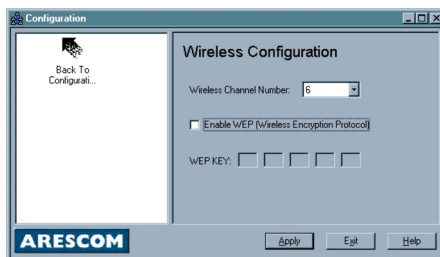 Configuration
Back To
Configurati...
Wireless Configuration
Wireless Channel Number: 6
Enable WEP (Wireless Encryption Protocol)
WEP KEY:
ARESCOM
Apply
Exit
Help